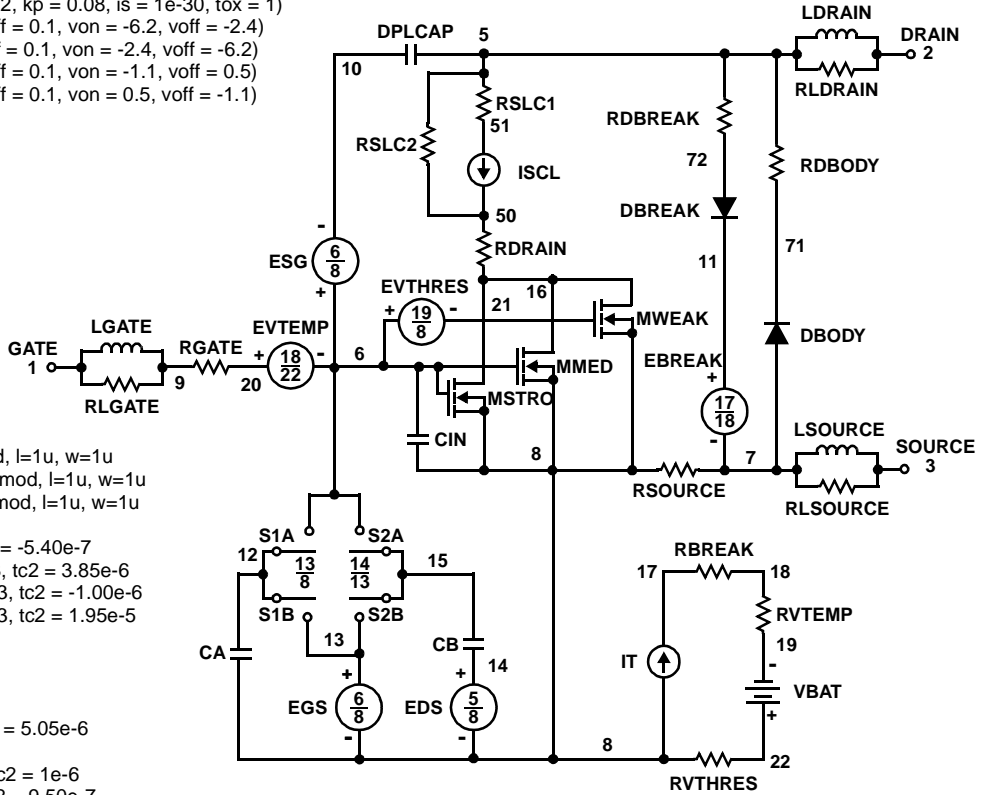 2, kp = 0.08, is = 1e-30, tox = 1)
ff = 0.1, von = -6.2, voff = -2.4)
f = 0.1, von = -2.4, voff = -6.2)
ff = 0.1, von = -1.1, voff = 0.5)
ff = 0.1, von = 0.5, voff = -1.1)
DPLCAP
5
10
LDRAIN
DRAIN
2
RLDRAIN
RSLC1
51
RSLC2
ISCL
50
RDRAIN
RDBREAK
72
RDBODY
DBREAK
71
11
-
ESG
6
8
+
EVTHRES
+
19
8
-
21
16
MWEAK
DBODY
LGATE
GATE
1
RLGATE
9
RGATE
20
EVTEMP
+
18
22
-
6
MMED
MSTRO
EBREAK
+
17
18
-
CIN
8
RSOURCE
7
LSOURCE
SOURCE
3
RLSOURCE
d, l=1u, w=1u
mod, l=1u, w=1u
mod, l=1u, w=1u
= -5.40e-7
, tc2 = 3.85e-6
3, tc2 = -1.00e-6
3, tc2 = 1.95e-5
= 5.05e-6
c2 = 1e-6
S1A
S2A
12
13
8
14
13
15
S1B
S2B
13
CA
CB
14
+
EGS
6
8
-
+
EDS
5
8
-
8
RBREAK
17
18
RVTEMP
19
IT
-
VBAT
+
22
RVTHRES